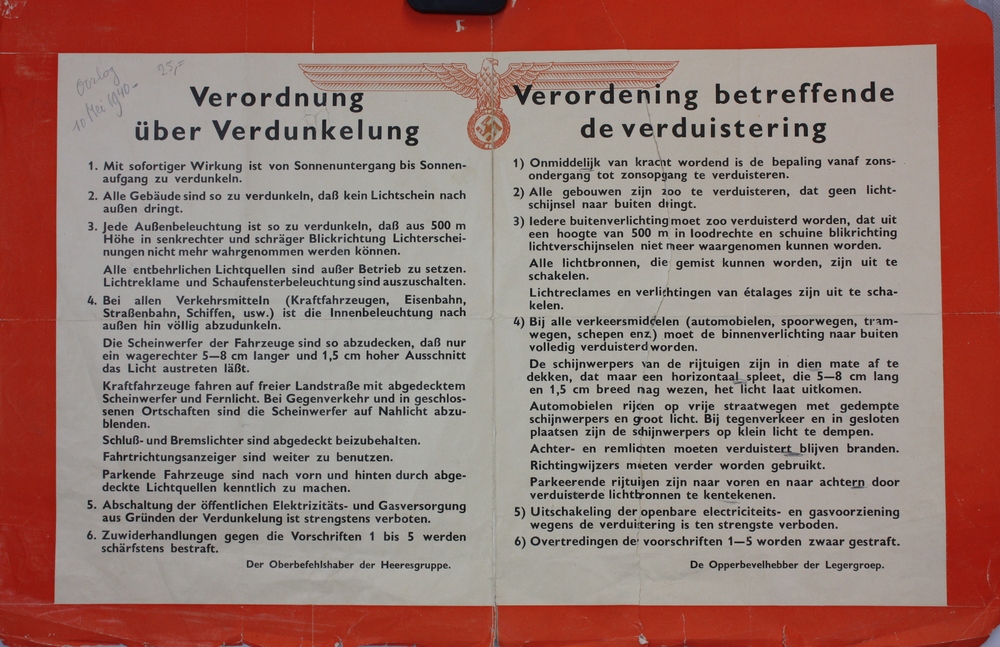 Oorlog
10 Mei 1940-
25,=
Verordnung
über Verdunkelung
1. Mit sofortiger Wirkung ist von Sonnenuntergang bis Sonnen-
aufgang zu verdunkeln.
2. Alle Gebäude sind so zu verdunkeln, daß kein Lichtschein nach
außen dringt.
3. Jede Außenbeleuchtung ist so zu verdunkeln, daß aus 500 m
Höhe in senkrechter und schräger Blickrichtung Lichterschei-
nungen nicht mehr wahrgenommen werden können.
Alle entbehrlichen Lichtquellen sind außer Betrieb zu setzen.
Lichtreklame und Schaufensterbeleuchtung sind auszuschalten.
4. Bei allen Verkehrsmitteln (Kraftfahrzeugen, Eisenbahn,
Straßenbahn, Schiffen, usw.) ist die Innenbeleuchtung nach
außen hin völlig abzudunkeln.
Die Scheinwerfer der Fahrzeuge sind so abzudecken, daß nur
ein wagerechter 5—8 cm langer und 1,5 cm hoher Ausschnitt
das Licht austreten läßt.
Kraftfahrzeuge fahren auf freier Landstraße mit abgedecktem
Scheinwerfer und Fernlicht. Bei Gegenverkehr und in geschlos-
senen Ortschaften sind die Scheinwerfer auf Nahlicht abzu-
blenden.
Schluß- und Bremslichter sind abgedeckt beizubehalten.
Fahrtrichtungsanzeiger sind weiter zu benutzen.
Parkende Fahrzeuge sind nach vorn und hinten durch abge-
deckte Lichtquellen kenntlich zu machen.
5. Abschaltung der öffentlichen Elektrizitäts- und Gasversorgung
aus Gründen der Verdunkelung ist strengstens verboten.
6. Zuwiderhandlungen gegen die Vorschriften 1 bis 5 werden
schärfstens bestraft.
Der Oberbefehlshaber der Heeresgruppe.
Verordening betreffende
de verduistering
1) Onmiddelijk van kracht wordend is de bepaling vanaf zons-
ondergang tot zonsopgang te verduisteren.
2) Alle gebouwen zijn zoo te verduisteren, dat geen licht-
schijnsel naar buiten dringt.
3) Iedere buitenverlichting moet zoo verduisterd worden, dat uit
een hoogte van 500 m in loodrechte en schuine blikrichting
lichtverschijnselen niet meer waargenomen kunnen worden.
Alle lichtbronnen, die gemist kunnen worden, zijn uit te
schakelen.
Lichtreclames en verlichtingen van étalages zijn uit te scha-
kelen.
4) Bij alle verkeersmiddelen (automobielen, spoorwegen, tram-
wegen, schepen enz) moet de binnenverlichting naar buiten
volledig verduisterd worden.
De schijnwerpers van de rijtuigen zijn in dien mate af te
dekken, dat maar een horizontaal spleet, die 5—8 cm lang
en 1,5 cm breed mag wezen, het licht laat uitkomen.
Automobielen rijden op vrije straatwegen met gedempte
schijnwerpers en groot licht. Bij tegenverkeer en in gesloten
plaatsen zijn de schijnwerpers op klein licht te dempen.
Achter- en remlichten moeten verduistert blijven branden.
Richtingwijzers moeten verder worden gebruikt.
Parkeerende rijtuigen zijn naar voren en naar achtern door
verduisterde lichtbronnen te kentekenen.
5) Uitschakeling der openbare electriciteits- en gasvoorziening
wegens de verduistering is ten strengste verboden.
6) Overtredingen der voorschriften 1—5 worden zwaar gestraft.
De Opperbevelhebber der Legergroep.